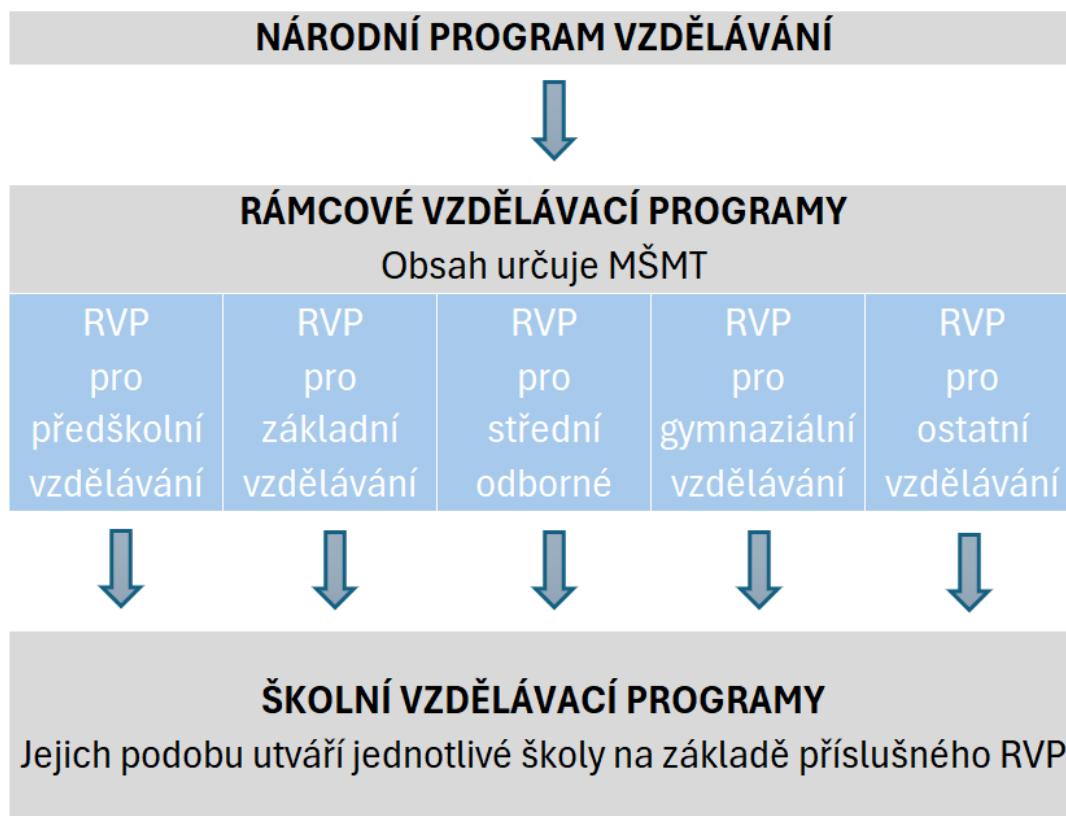 NÁRODNÍ PROGRAM VZDĚLÁVÁNÍ
RÁMCOVÉ VZDĚLÁVACÍ PROGRAMY
Obsah určuje MŠMT
RVP
pro
předškolní
vzdělávání
RVP
pro
základní
vzdělávání
RVP
pro
střední
odborné
RVP
pro
gymnaziální
vzdělávání
RVP
pro
ostatní
vzdělávání
ŠKOLNÍ VZDĚLÁVACÍ PROGRAMY
Jejich podobu utváří jednotlivé školy na základě příslušného RVP